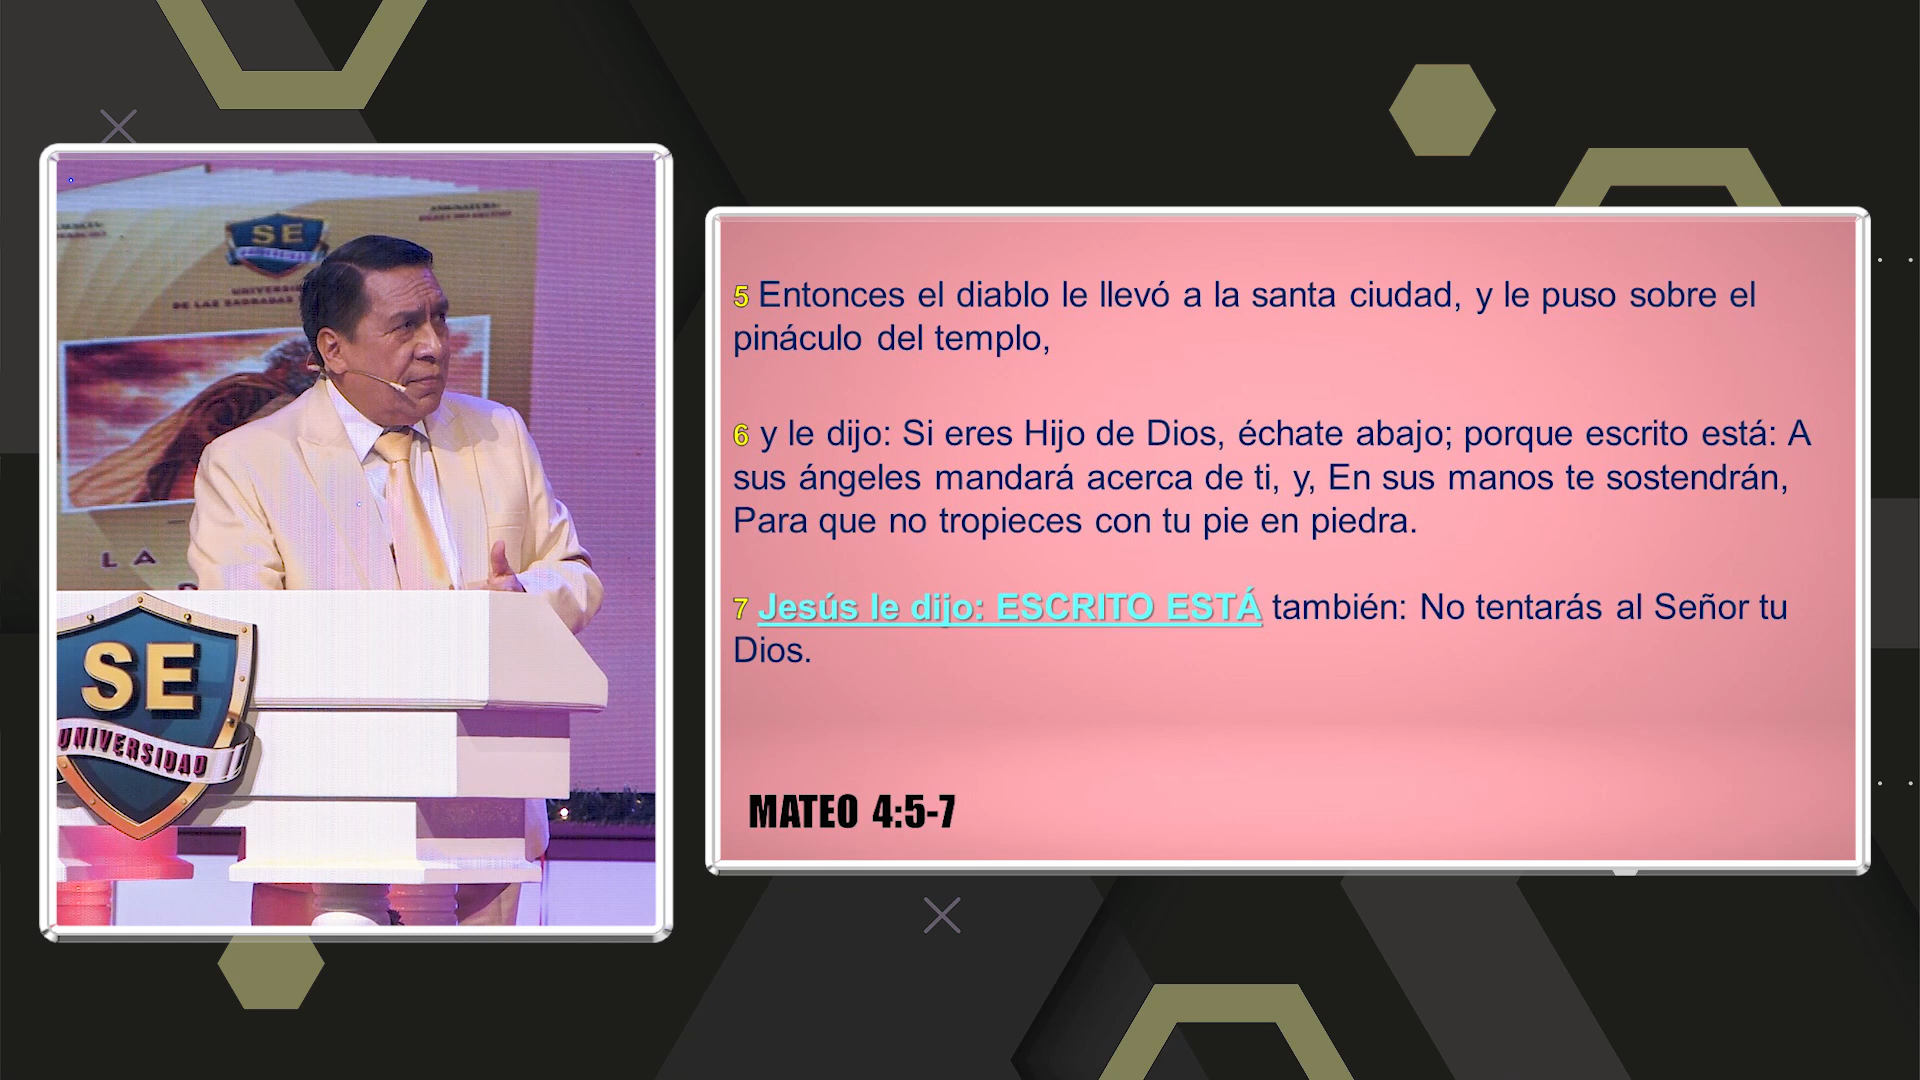 SE
DE LAS SAGRADAS
LA
SE
UNIVERSIDAD
5 Entonces el diablo le llevó a la santa ciudad, y le puso sobre el
pináculo del templo,
6 y le dijo: Si eres Hijo de Dios, échate abajo; porque escrito está: A
sus ángeles mandará acerca de ti, y, En sus manos te sostendrán,
Para que no tropieces con tu pie en piedra.
7 Jesús le dijo: ESCRITO ESTÁ también: No tentarás al Señor tu
Dios.
MATEO 4:5-7